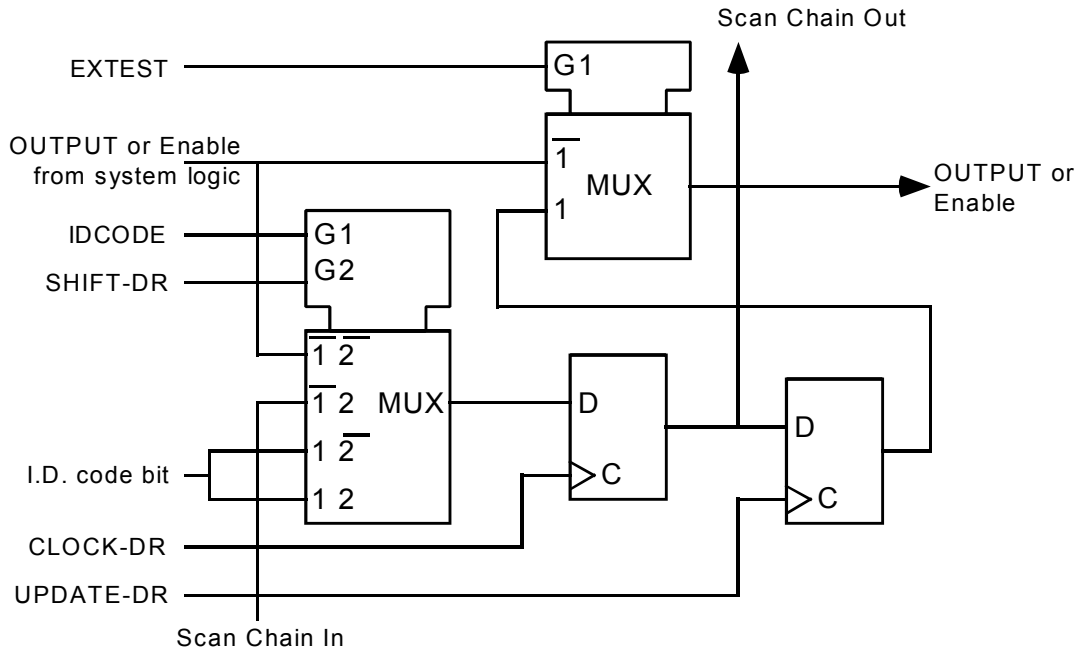 Scan Chain Out
EXTEST
G1
OUTPUT or Enable
from system logic
1̅
MUX
1
OUTPUT or
Enable
IDCODE
G1
SHIFT-DR
G2
1̅ 2̅
1̅ 2
MUX
1 2̅
1 2
D
C
D
C
I.D. code bit
CLOCK-DR
UPDATE-DR
Scan Chain In